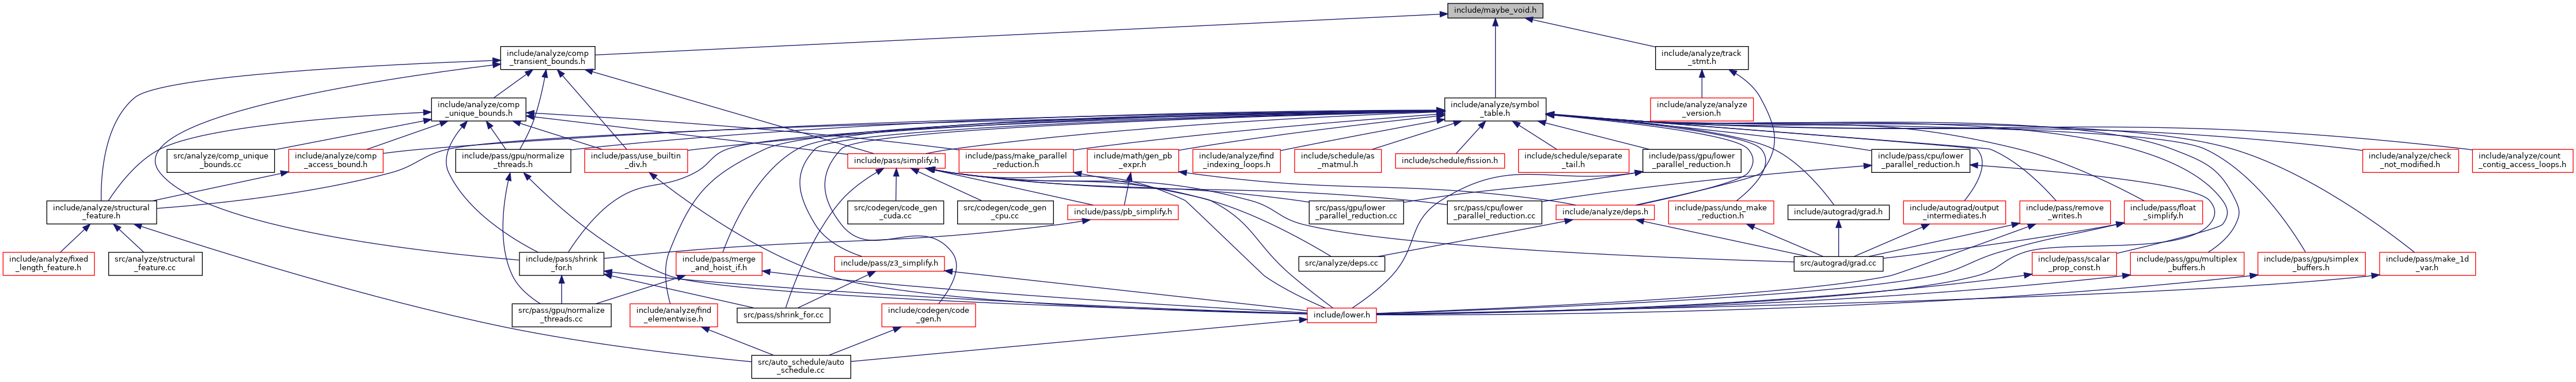 include/maybe_void.h
include/analyze/comp
_transient_bounds.h
include/analyze/track
_stmt.h
include/analyze/comp
_unique_bounds.h
include/analyze/symbol
_table.h
include/analyze/analyze
_version.h
src/analyze/comp_unique
_bounds.cc
include/analyze/comp
_access_bound.h
include/pass/gpu/normalize
_threads.h
include/pass/use_builtin
_div.h
include/pass/simplify.h
include/pass/make_parallel
_reduction.h
include/math/gen_pb
_expr.h
include/analyze/find
_indexing_loops.h
include/schedule/as
_matmul.h
include/schedule/fission.h
include/schedule/separate
_tail.h
include/pass/gpu/lower
_parallel_reduction.h
include/pass/cpu/lower
_parallel_reduction.h
include/analyze/check
_not_modified.h
include/analyze/count
_contig_access_loops.h
include/analyze/structural
_feature.h
src/codegen/code_gen
_cuda.cc
src/codegen/code_gen
_cpu.cc
include/pass/pb_simplify.h
src/pass/gpu/lower
_parallel_reduction.cc
src/pass/cpu/lower
_parallel_reduction.cc
include/analyze/deps.h
include/pass/undo_make
_reduction.h
include/autograd/grad.h
include/autograd/output
_intermediates.h
include/pass/remove
_writes.h
include/pass/float
_simplify.h
include/analyze/fixed
_length_feature.h
src/analyze/structural
_feature.cc
include/pass/shrink
_for.h
include/pass/merge
_and_hoist_if.h
include/pass/z3_simplify.h
src/analyze/deps.cc
src/autograd/grad.cc
include/pass/scalar
_prop_const.h
include/pass/gpu/multiplex
_buffers.h
include/pass/gpu/simplex
_buffers.h
include/pass/make_1d
_var.h
src/pass/gpu/normalize
_threads.cc
include/analyze/find
_elementwise.h
src/pass/shrink_for.cc
include/codegen/code
_gen.h
include/lower.h
src/auto_schedule/auto
_schedule.cc